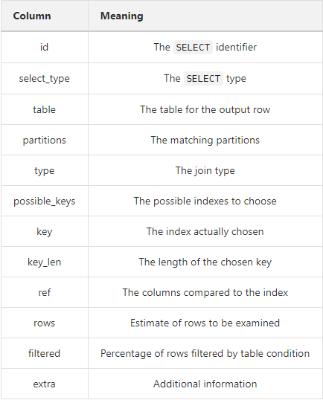 Column Meaning
id The SELECT identifier
select_type The SELECT type
table The table for the output row
partitions The matching partitions
type The join type
possible_keys The possible indexes to choose
key The index actually chosen
key_len The length of the chosen key
ref The columns compared to the index
rows Estimate of rows to be examined
filtered Percentage of rows filtered by table condition
extra Additional information